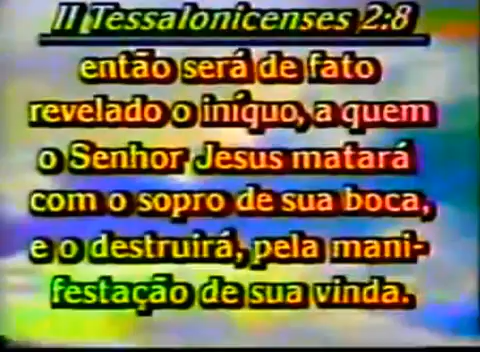 II Tessalonicenses 2:8
então será de fato
revelado o iníquo, a quem
o Senhor Jesus matará
com o sopro de sua boca,
e o destruirá, pela mani-
festação de sua vinda.